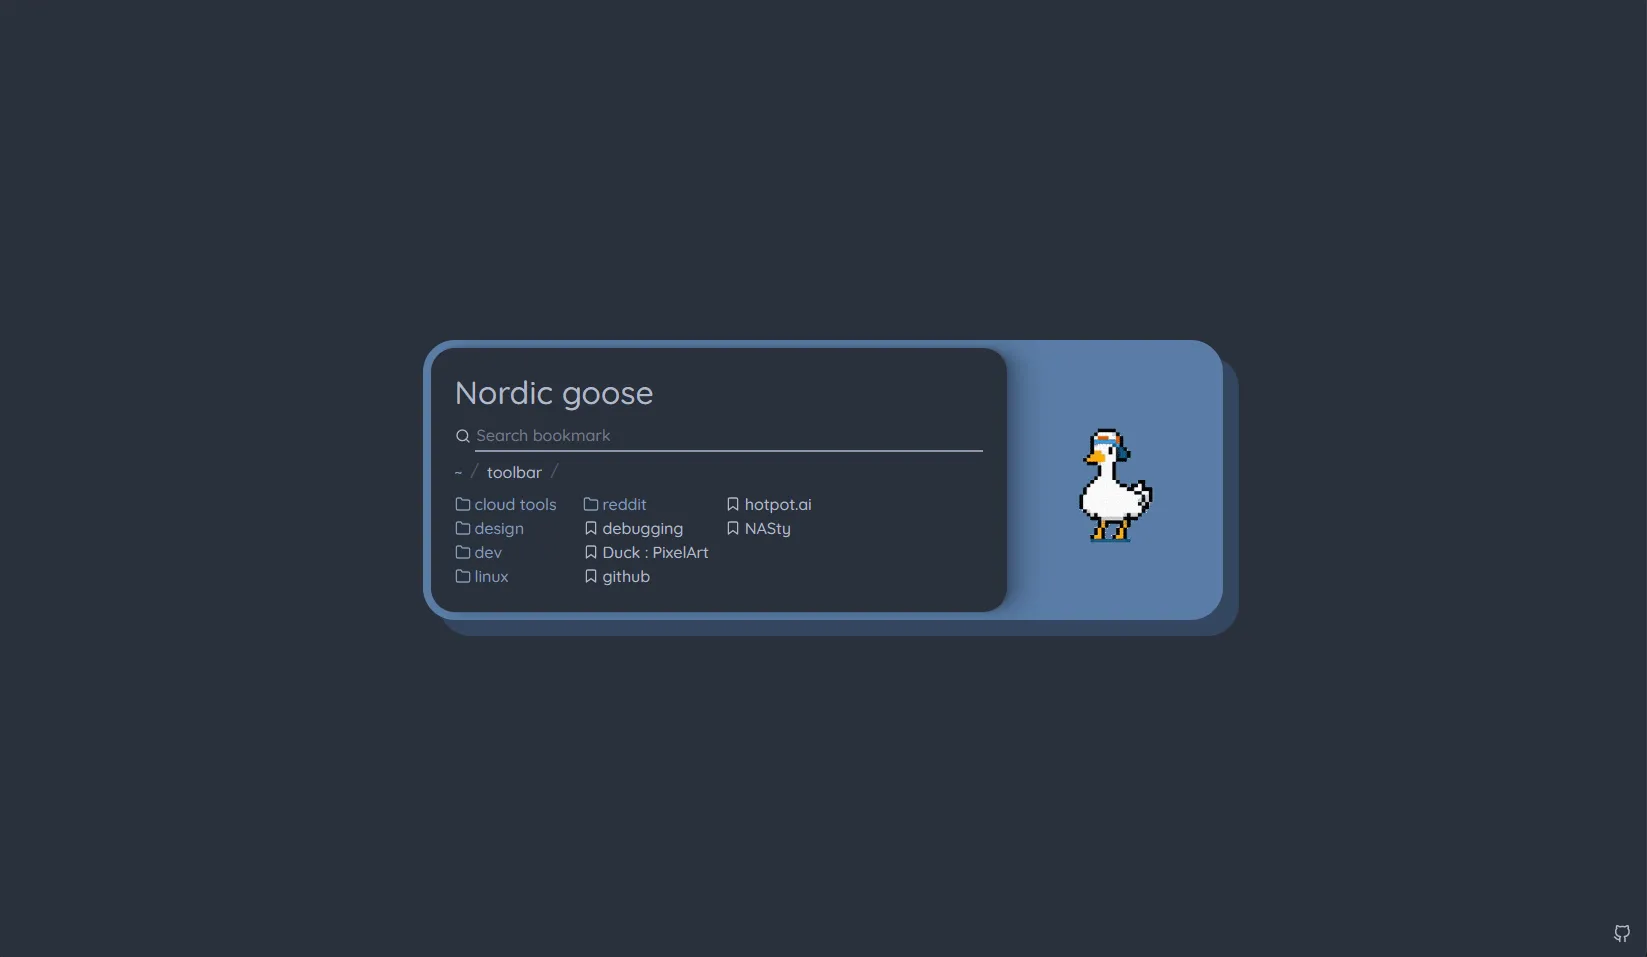 Nordic goose
Search bookmark
~ / toolbar /
cloud tools
design
dev
linux
reddit
debugging
Duck : PixelArt
github
hotpot.ai
NASty